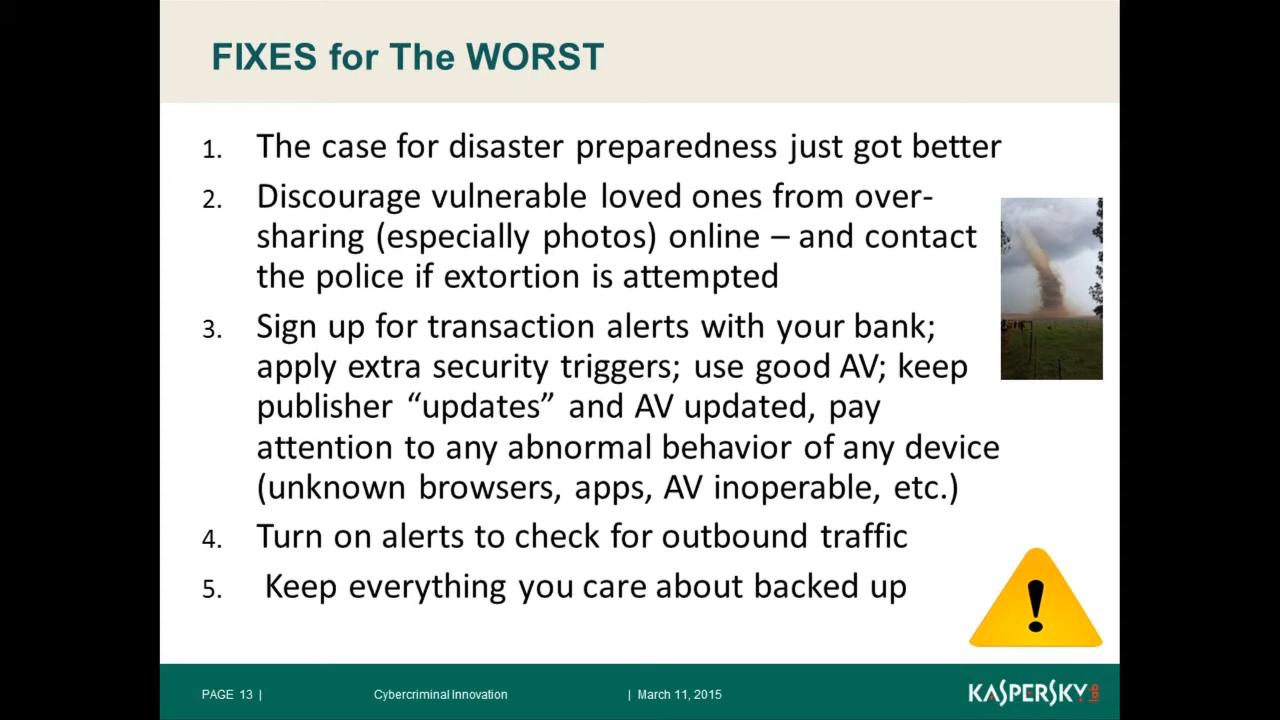 FIXES for The WORST
1. The case for disaster preparedness just got better
2. Discourage vulnerable loved ones from over-
sharing (especially photos) online – and contact
the police if extortion is attempted
3. Sign up for transaction alerts with your bank;
apply extra security triggers; use good AV; keep
publisher “updates” and AV updated, pay
attention to any abnormal behavior of any device
(unknown browsers, apps, AV inoperable, etc.)
4. Turn on alerts to check for outbound traffic
5. Keep everything you care about backed up
!
PAGE 13 | Cybercriminal Innovation | March 11, 2015 KASPERSKY lab